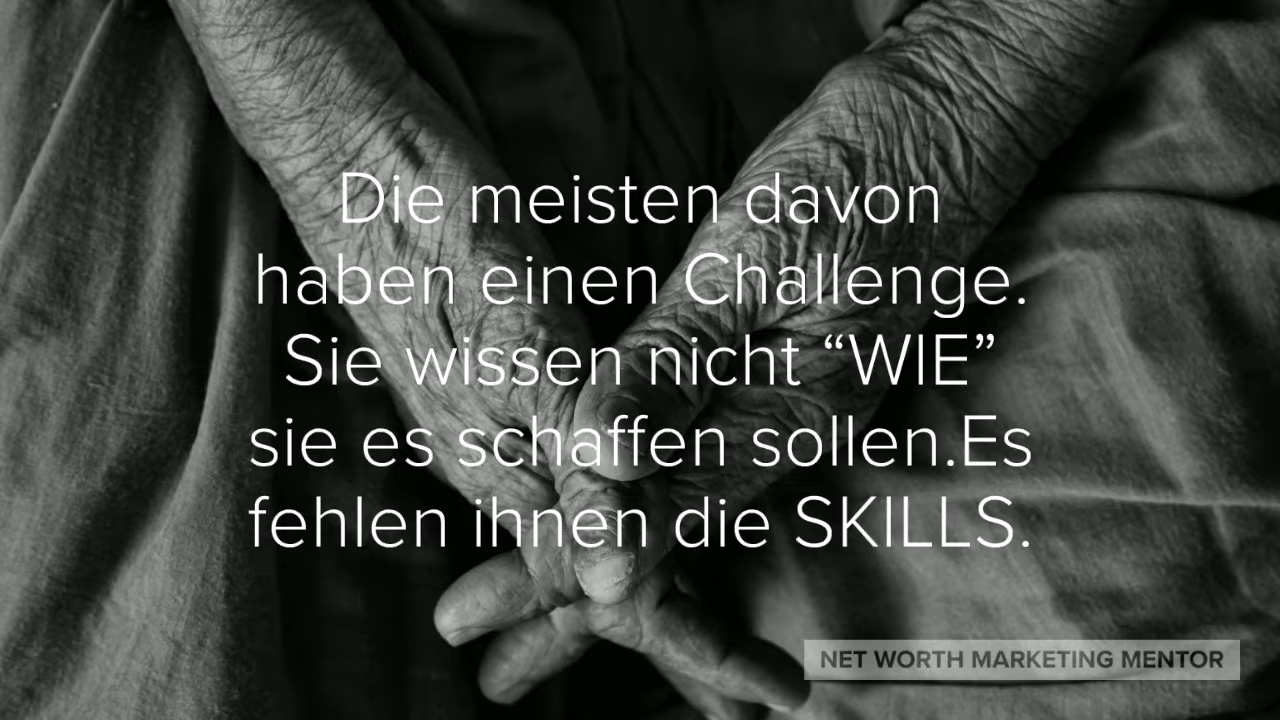 Die meisten davon
haben einen Challenge.
Sie wissen nicht “WIE”
sie es schaffen sollen.Es
fehlen ihnen die SKILLS.
NET WORTH MARKETING MENTOR